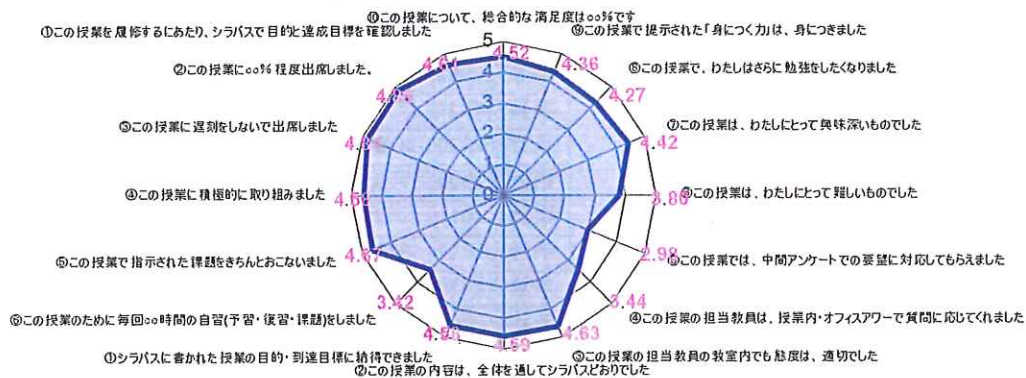 ⑩この授業について、総合的な満足度は○○%です
①この授業を履修するにあたり、シラバスで目的と達成目標を確認しました
⑨この授業で提示された「身につく力」は、身につきました
②この授業に○○%程度出席しました。
⑧この授業で、わたしはさらに勉強をしたくなりました
③この授業に遅刻をしないで出席しました
⑦この授業は、わたしにとって興味深いものでした
④この授業に積極的に取り組みました
この授業は、わたしにとって難しいものでした
⑤この授業で指示された課題をきちんとおこないました
この授業では、中間アンケートでの要望に対応してもらえました
⑥この授業のために毎回○○時間の自習(予習・復習・課題)をしました
④この授業の担当教員は、授業内・オフィスアワーで質問に応じてくれました
①シラバスに書かれた授業の目的・到達目標に納得できました
③この授業の担当教員の教室内でも態度は、適切でした
②この授業の内容は、全体を通してシラバスどおりでした
5
4
3
2
1
0
4.52
4.36
4.27
4.42
3.80
2.98
3.44
4.63
4.59
3.42
4.67
4.61